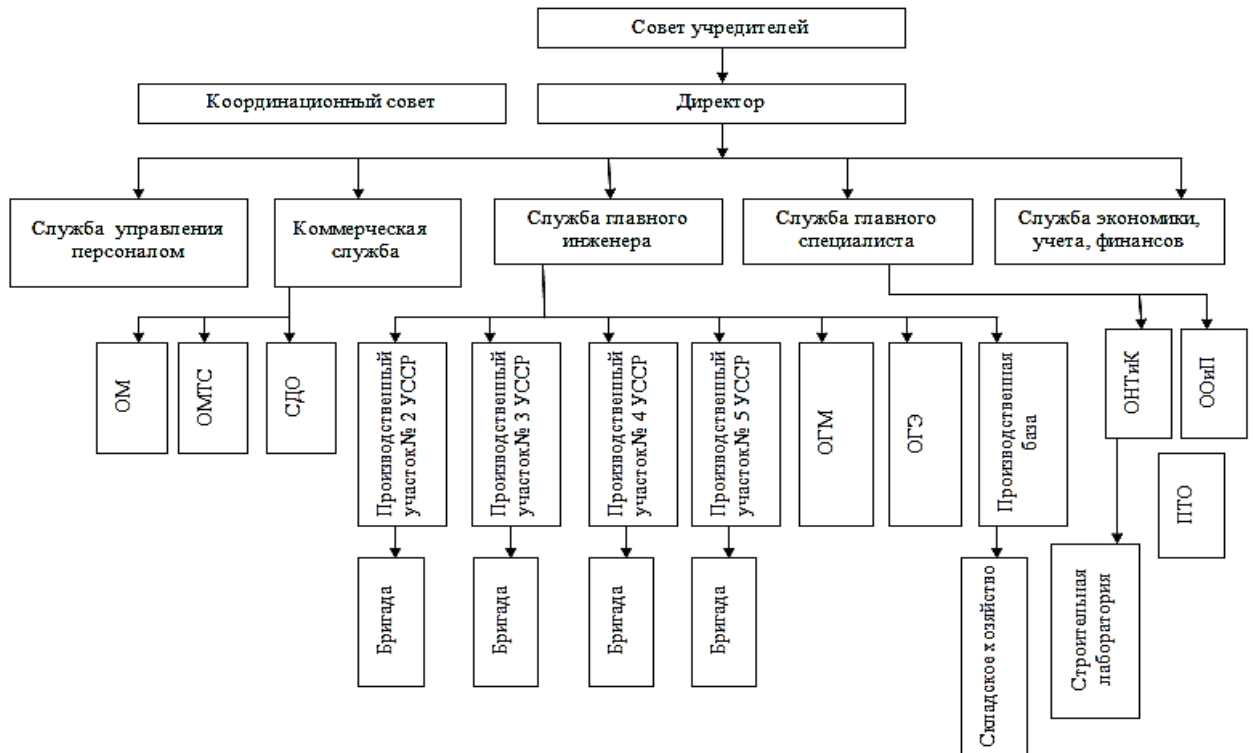 Совет учредителей
Координационный совет
Директор
Служба управления
персоналом
Коммерческая
служба
Служба главного
инженера
Служба главного
специалиста
Служба экономики,
учета, финансов
ОМ
ОМТС
СДО
Производственный
участок№ 2 УССР
Производственный
участок№ 3 УССР
Производственный
участок№ 4 УССР
Производственный
участок№ 5 УССР
ОГМ
ОГЭ
Производственная
база
ОНТиК
ООиП
ПТО
Бригада
Бригада
Бригада
Бригада
Складское хозяйство
Строительная
лаборатория